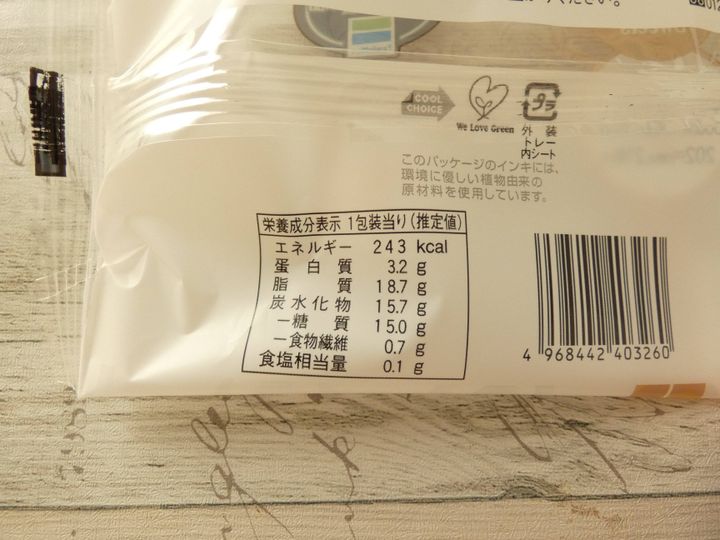 ください。
COOL
CHOICE
We Love Green
プラ
外装
トレー
内シート
このパッケージのインキには、
環境に優しい植物由来の
原材料を使用しています。
栄養成分表示 1包装当り(推定値)
エネルギー 243 kcal
蛋白質 3.2 g
脂質 18.7 g
炭水化物 15.7 g
―糖質 15.0 g
―食物繊維 0.7 g
食塩相当量 0.1 g
4 968442 403260